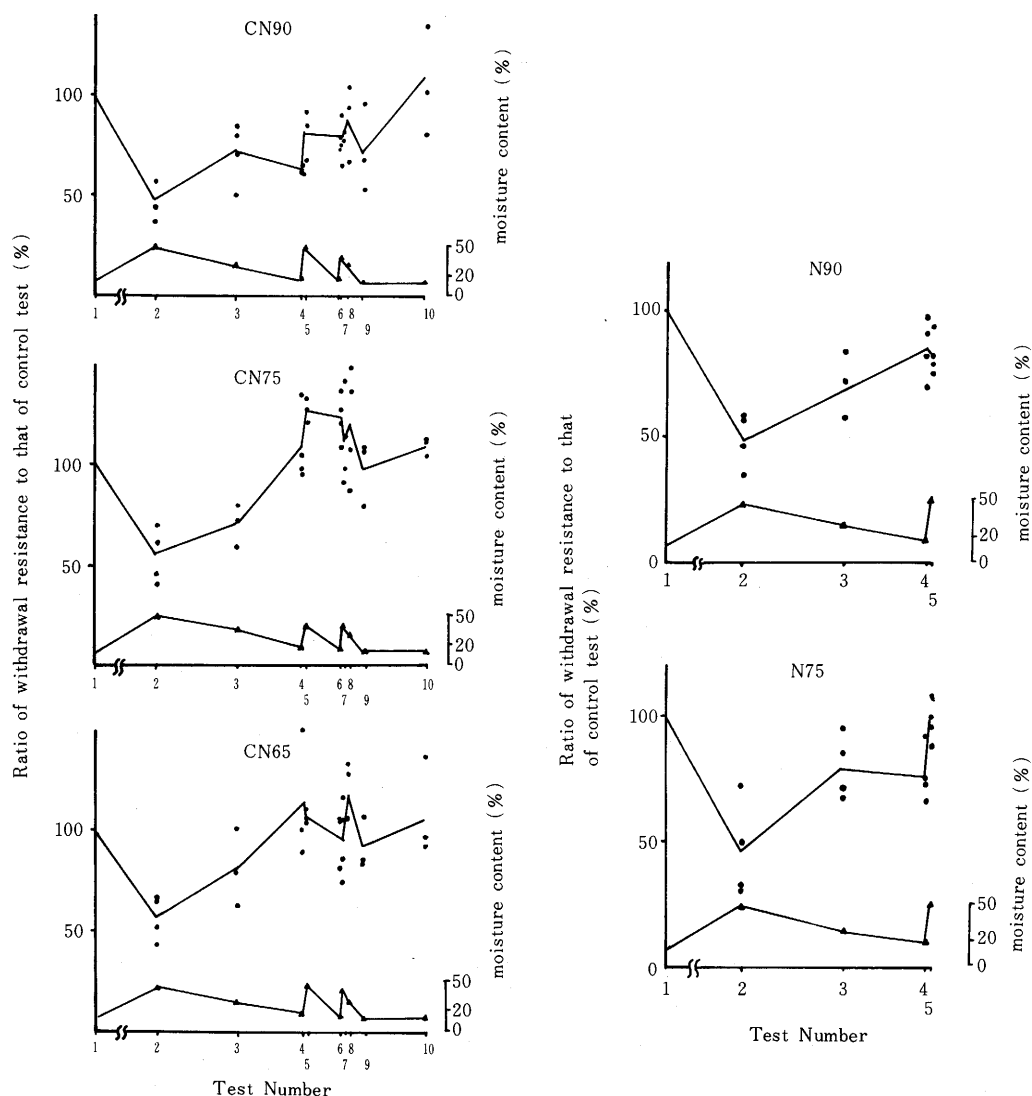 CN90
100
50
50
20
0
1 2 3 4 5 6 7 8 9 10
moisture content (%)
Ratio of withdrawal resistance to that of control test (%)
CN75
100
50
50
20
0
1 2 3 4 5 6 7 8 9 10
moisture content (%)
CN65
100
50
50
20
0
1 2 3 4 5 6 7 8 9 10
moisture content (%)
Test Number
N90
100
50
0
50
20
0
1 2 3 4 5
moisture content (%)
Ratio of withdrawal resistance to that
of control test (%)
N75
100
50
0
50
20
0
1 2 3 4 5
moisture content (%)
Test Number